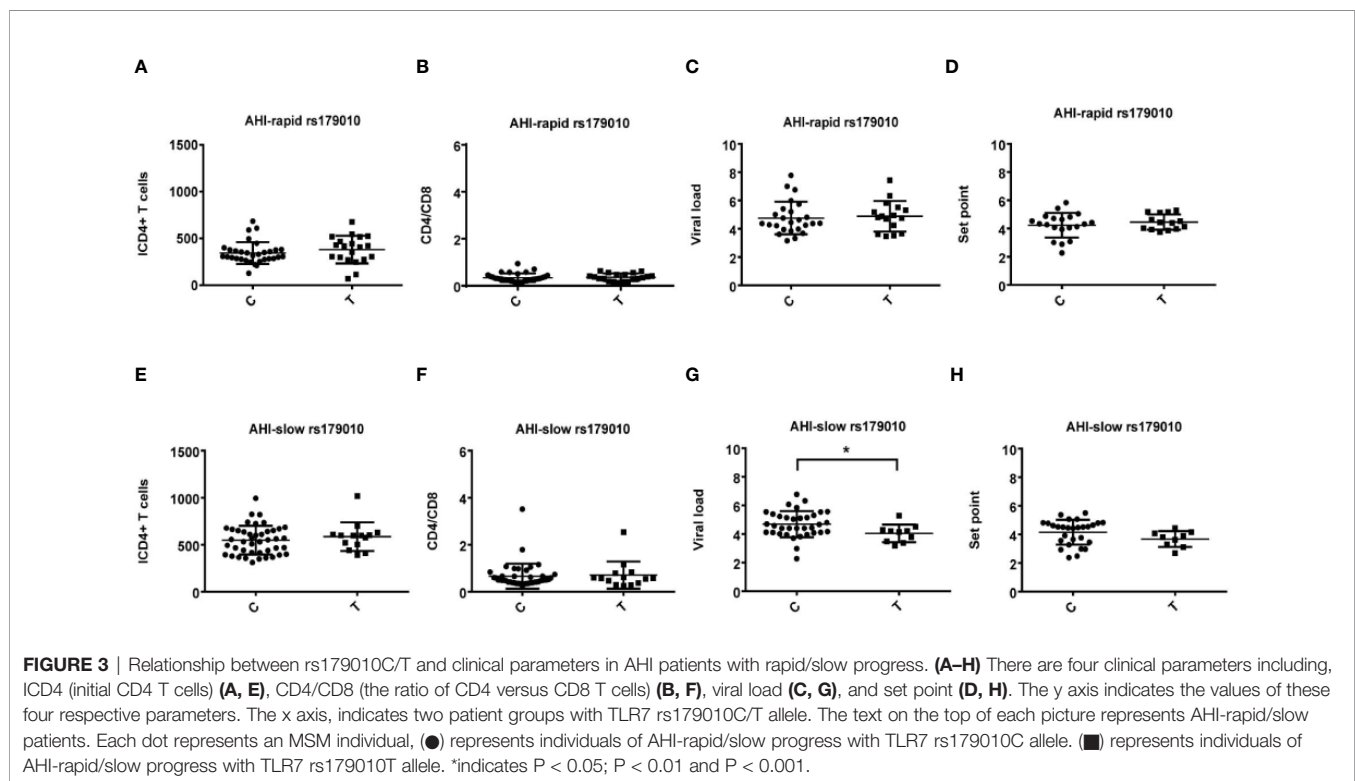 A
B
C
D
AHI-rapid rs179010
AHI-rapid rs179010
AHI-rapid rs179010
AHI-rapid rs179010
ICD4+ T cells
1500
1000
500
0
C
T
CD4/CD8
6
4
2
0
C
T
Viral load
10
8
6
4
2
0
C
T
Set point
10
8
6
4
2
0
C
T
E
F
G
H
AHI-slow rs179010
AHI-slow rs179010
AHI-slow rs179010
AHI-slow rs179010
ICD4+ T cells
1500
1000
500
0
C
T
CD4/CD8
6
4
2
0
C
T
Viral load
10
8
6
4
2
0
*
C
T
Set point
10
8
6
4
2
0
C
T
FIGURE 3 | Relationship between rs179010C/T and clinical parameters in AHI patients with rapid/slow progress. (A–H) There are four clinical parameters including,
ICD4 (initial CD4 T cells) (A, E), CD4/CD8 (the ratio of CD4 versus CD8 T cells) (B, F), viral load (C, G), and set point (D, H). The y axis indicates the values of these
four respective parameters. The x axis, indicates two patient groups with TLR7 rs179010C/T allele. The text on the top of each picture represents AHI-rapid/slow
patients. Each dot represents an MSM individual, (●) represents individuals of AHI-rapid/slow progress with TLR7 rs179010C allele. (■) represents individuals of
AHI-rapid/slow progress with TLR7 rs179010T allele. *indicates P < 0.05; P < 0.01 and P < 0.001.